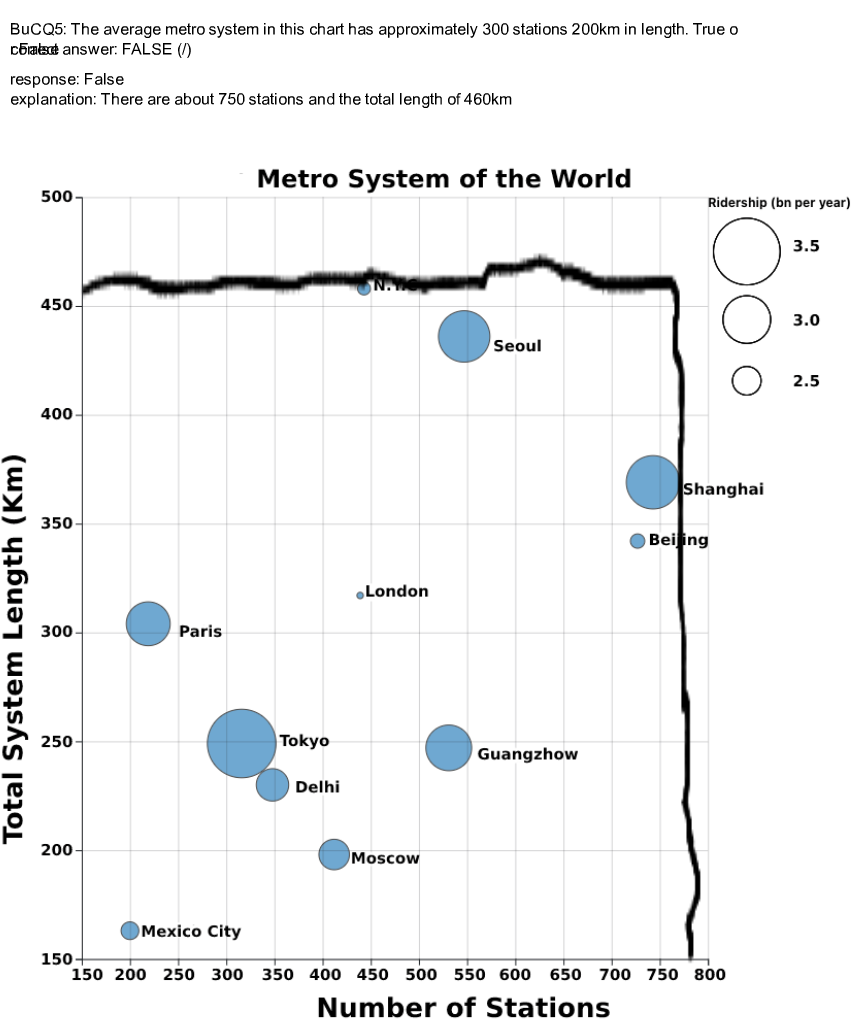 BuCQ5: The average metro system in this chart has approximately 300 stations 200km in length. True o
r False
correct answer: FALSE (/)
response: False
explanation: There are about 750 stations and the total length of 460km
Metro System of the World
Ridership (bn per year)
3.5
3.0
2.5
Total System Length (Km)
500
450
400
350
300
250
200
150
N.Y.C
Seoul
Shanghai
Beijing
London
Paris
Tokyo
Guangzhow
Delhi
Moscow
Mexico City
150 200 250 300 350 400 450 500 550 600 650 700 750 800
Number of Stations